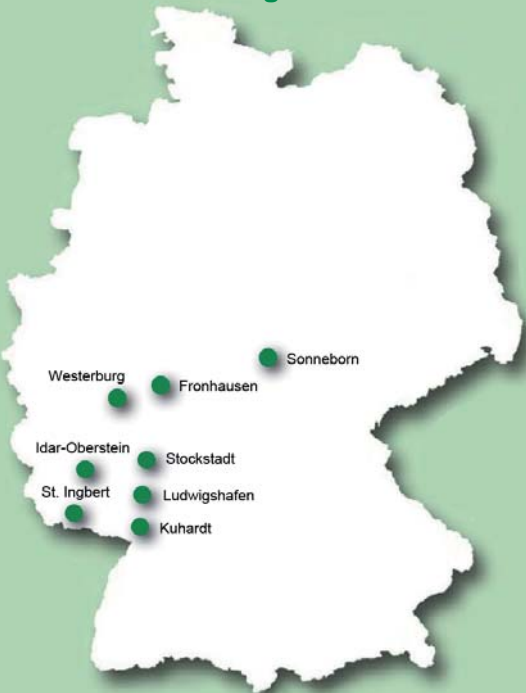 Sonneborn
Westerburg
Fronhausen
Idar-Oberstein
Stockstadt
St. Ingbert
Ludwigshafen
Kuhardt